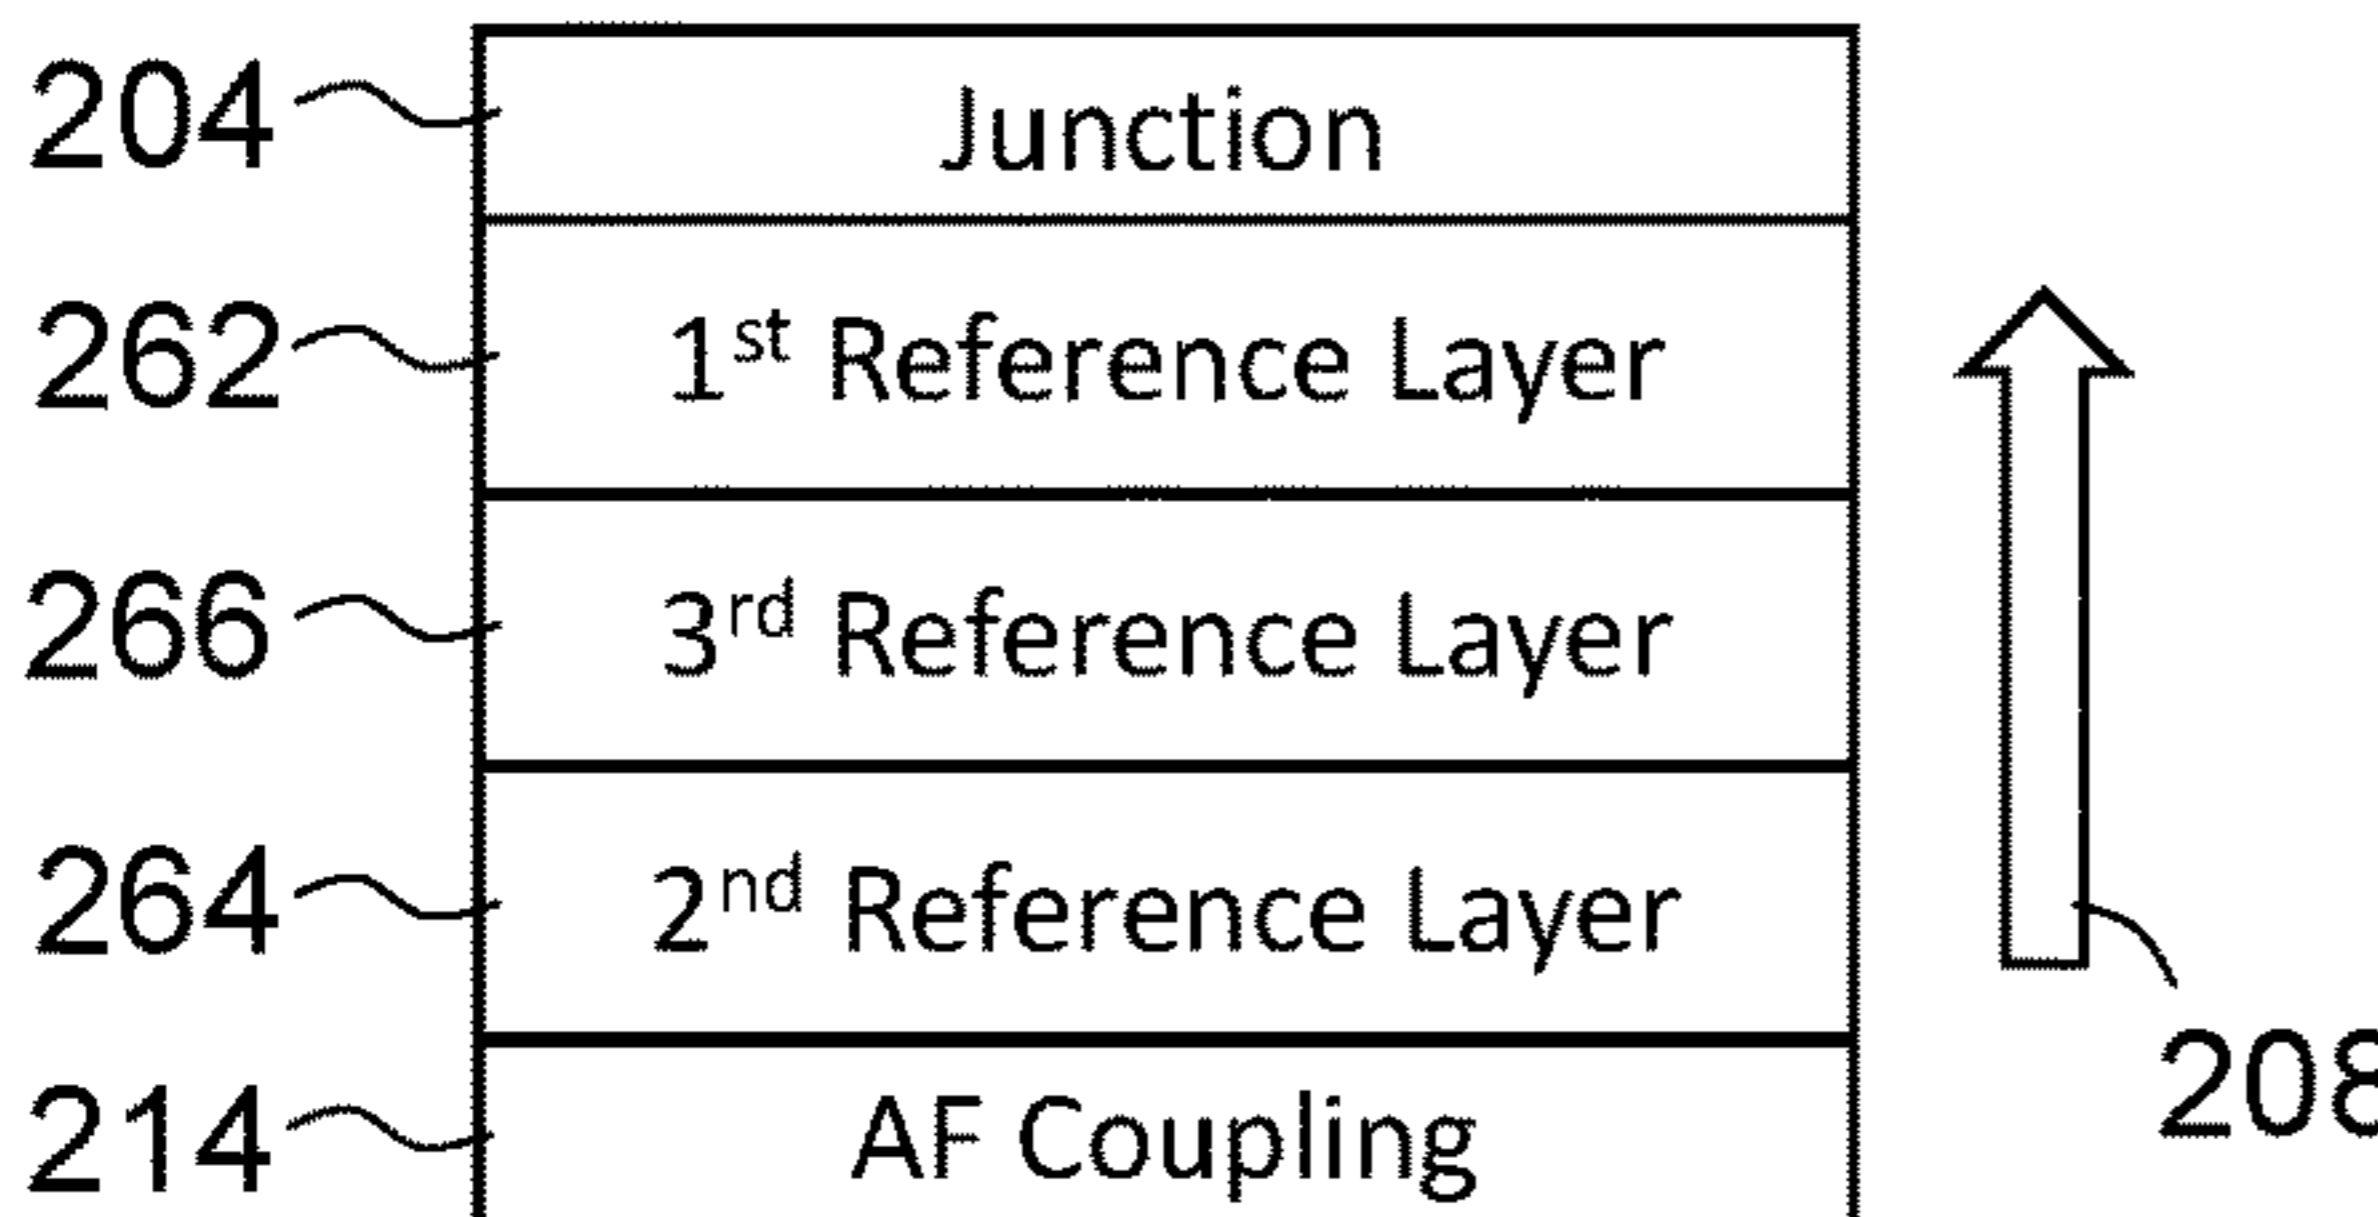 204 Junction
262 1st Reference Layer
266 3rd Reference Layer
264 2nd Reference Layer
208
214 AF Coupling